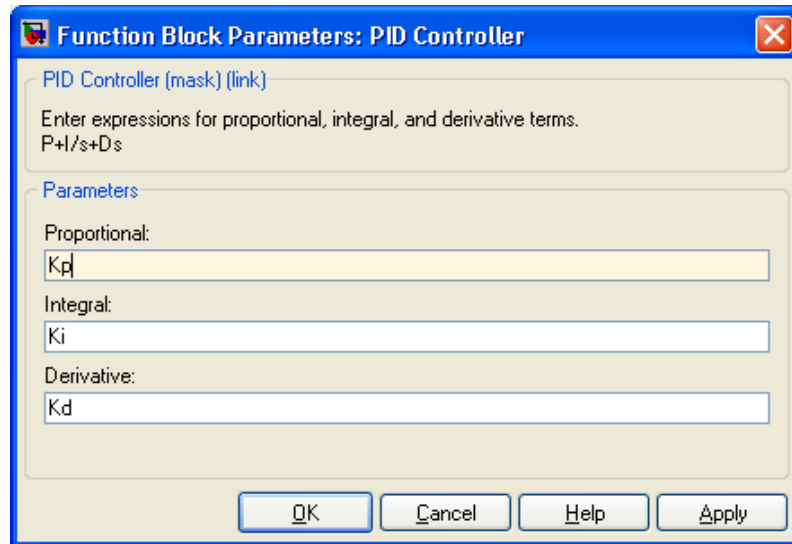 Function Block Parameters: PID Controller
PID Controller (mask) (link)
Enter expressions for proportional, integral, and derivative terms.
P+I/s+Ds
Parameters
Proportional:
Kp
Integral:
Ki
Derivative:
Kd
OK Cancel Help Apply